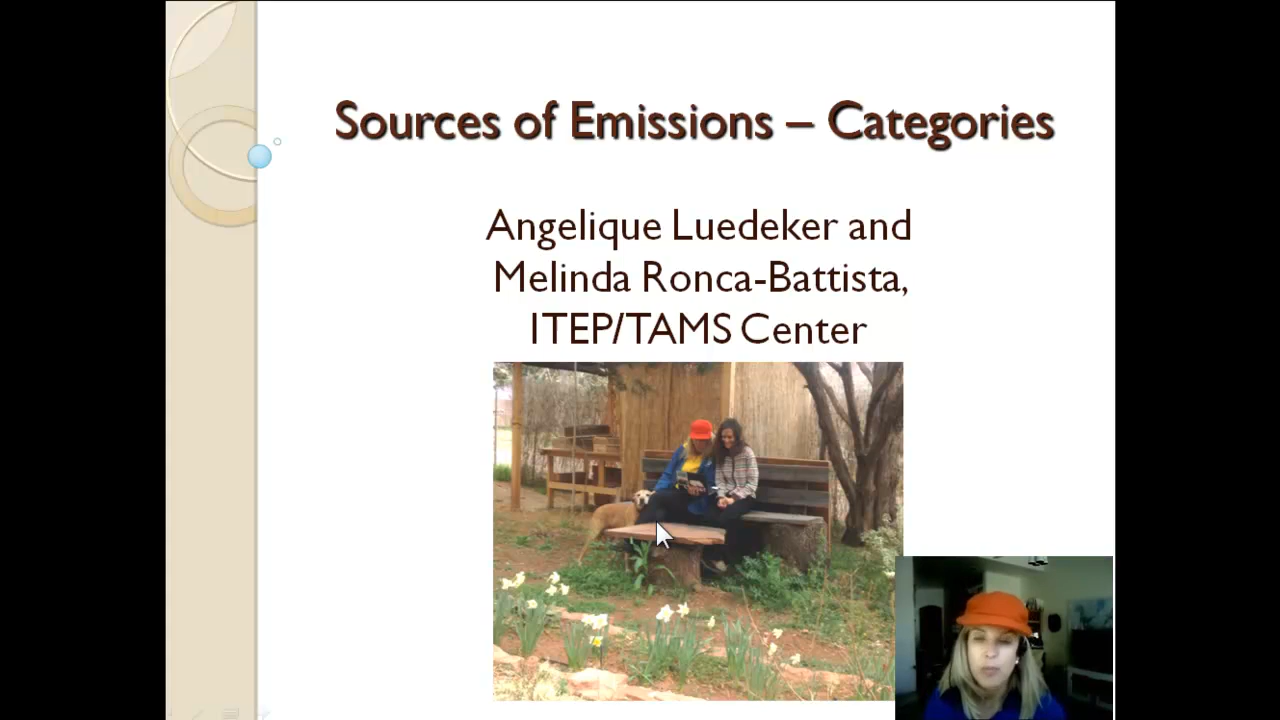 Sources of Emissions – Categories
Angelique Luedeker and
Melinda Ronca-Battista,
ITEP/TAMS Center